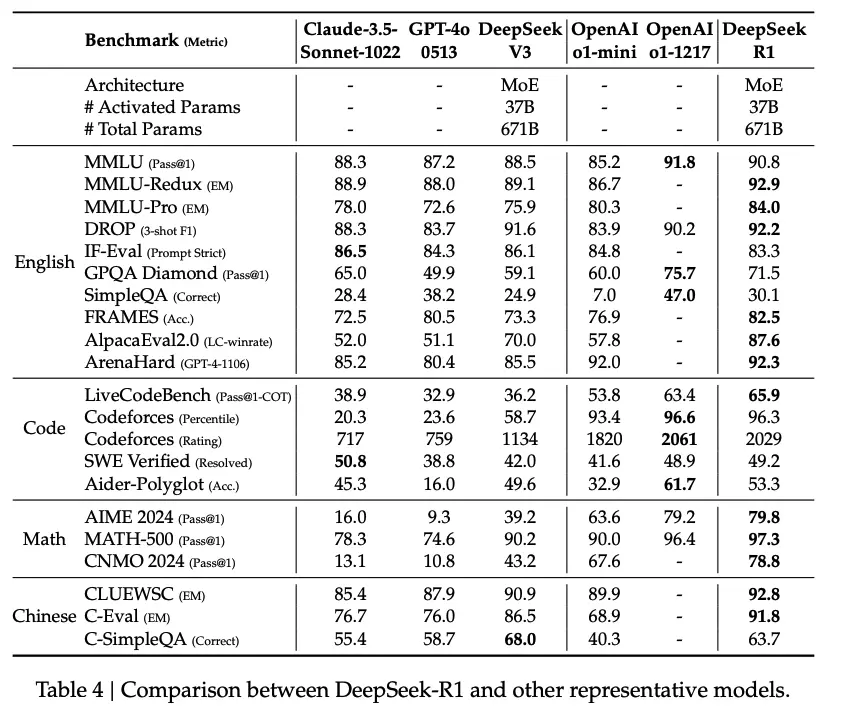 Benchmark (Metric) Claude-3.5- GPT-4o DeepSeek OpenAI OpenAI DeepSeek
Sonnet-1022 0513 V3 o1-mini o1-1217 R1
Architecture - - MoE - - MoE
# Activated Params - - 37B - - 37B
# Total Params - - 671B - - 671B
English
MMLU (Pass@1) 88.3 87.2 88.5 85.2 91.8 90.8
MMLU-Redux (EM) 88.9 88.0 89.1 86.7 - 92.9
MMLU-Pro (EM) 78.0 72.6 75.9 80.3 - 84.0
DROP (3-shot F1) 88.3 83.7 91.6 83.9 90.2 92.2
IF-Eval (Prompt Strict) 86.5 84.3 86.1 84.8 - 83.3
GPQA Diamond (Pass@1) 65.0 49.9 59.1 60.0 75.7 71.5
SimpleQA (Correct) 28.4 38.2 24.9 7.0 47.0 30.1
FRAMES (Acc.) 72.5 80.5 73.3 76.9 - 82.5
AlpacaEval2.0 (LC-winrate) 52.0 51.1 70.0 57.8 - 87.6
ArenaHard (GPT-4-1106) 85.2 80.4 85.5 92.0 - 92.3
Code
LiveCodeBench (Pass@1-COT) 38.9 32.9 36.2 53.8 63.4 65.9
Codeforces (Percentile) 20.3 23.6 58.7 93.4 96.6 96.3
Codeforces (Rating) 717 759 1134 1820 2061 2029
SWE Verified (Resolved) 50.8 38.8 42.0 41.6 48.9 49.2
Aider-Polyglot (Acc.) 45.3 16.0 49.6 32.9 61.7 53.3
Math
AIME 2024 (Pass@1) 16.0 9.3 39.2 63.6 79.2 79.8
MATH-500 (Pass@1) 78.3 74.6 90.2 90.0 96.4 97.3
CNMO 2024 (Pass@1) 13.1 10.8 43.2 67.6 - 78.8
Chinese
CLUEWSC (EM) 85.4 87.9 90.9 89.9 - 92.8
C-Eval (EM) 76.7 76.0 86.5 68.9 - 91.8
C-SimpleQA (Correct) 55.4 58.7 68.0 40.3 - 63.7
Table 4 | Comparison between DeepSeek-R1 and other representative models.